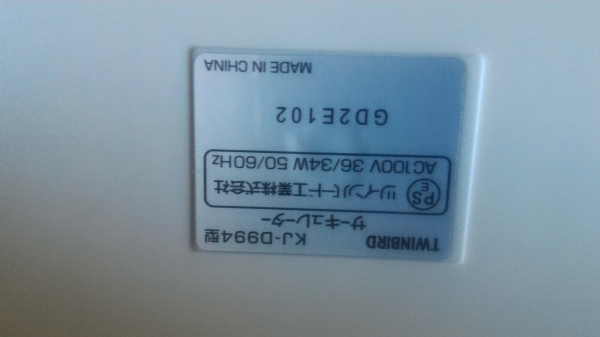 TWINBIRD KJ-D994型
サーキュレーター
PS
E ツインバード工業株式会社
AC100V 36/34W 50/60Hz
GD2E102
MADE IN CHINA